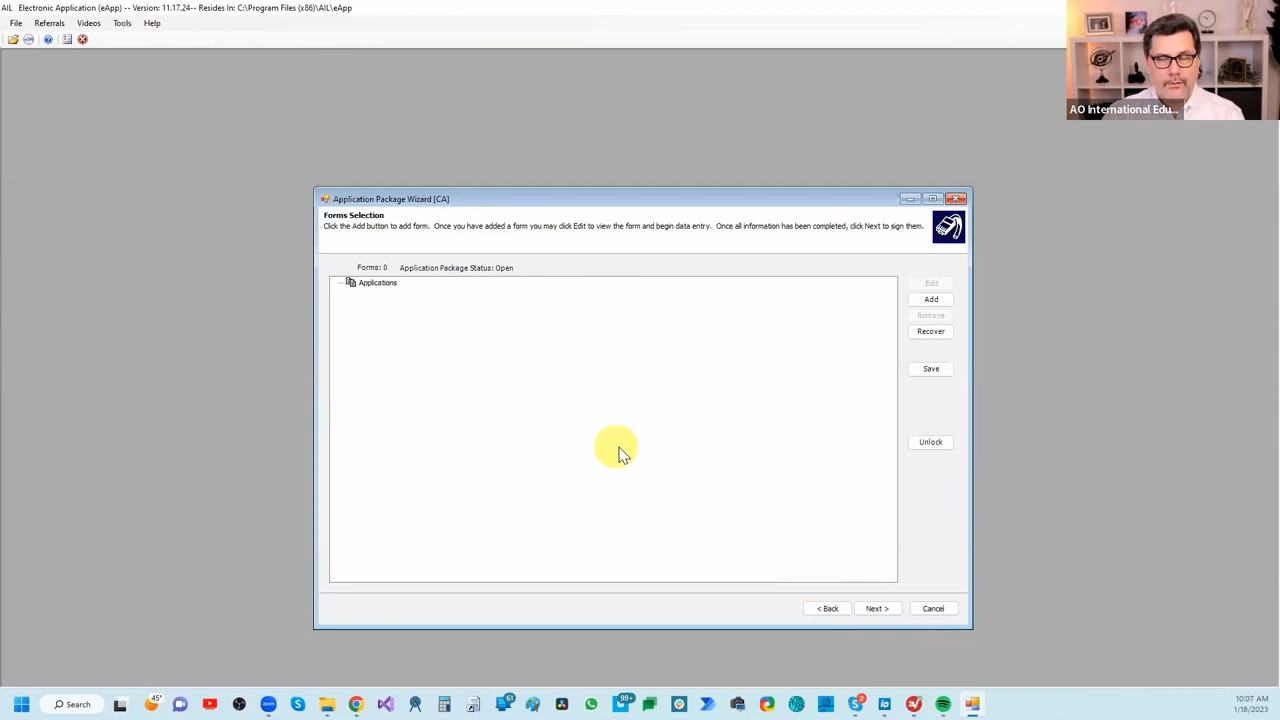 AIL Electronic Application (eApp) -- Version: 11.17.24-- Resides In: C:\Program Files (x86)\AIL\eApp
File Referrals Videos Tools Help
AO International Edu...
Application Package Wizard [CA]
Forms Selection
Click the Add button to add form. Once you have added a form you may click Edit to view the form and begin data entry. Once all information has been completed, click Next to sign them.
Forms: 0 Application Package Status: Open
Applications
Edit
Add
Remove
Recover
Save
Unlock
< Back Next > Cancel
45°
Search
61
99+
2
10:07 AM
1/18/2023